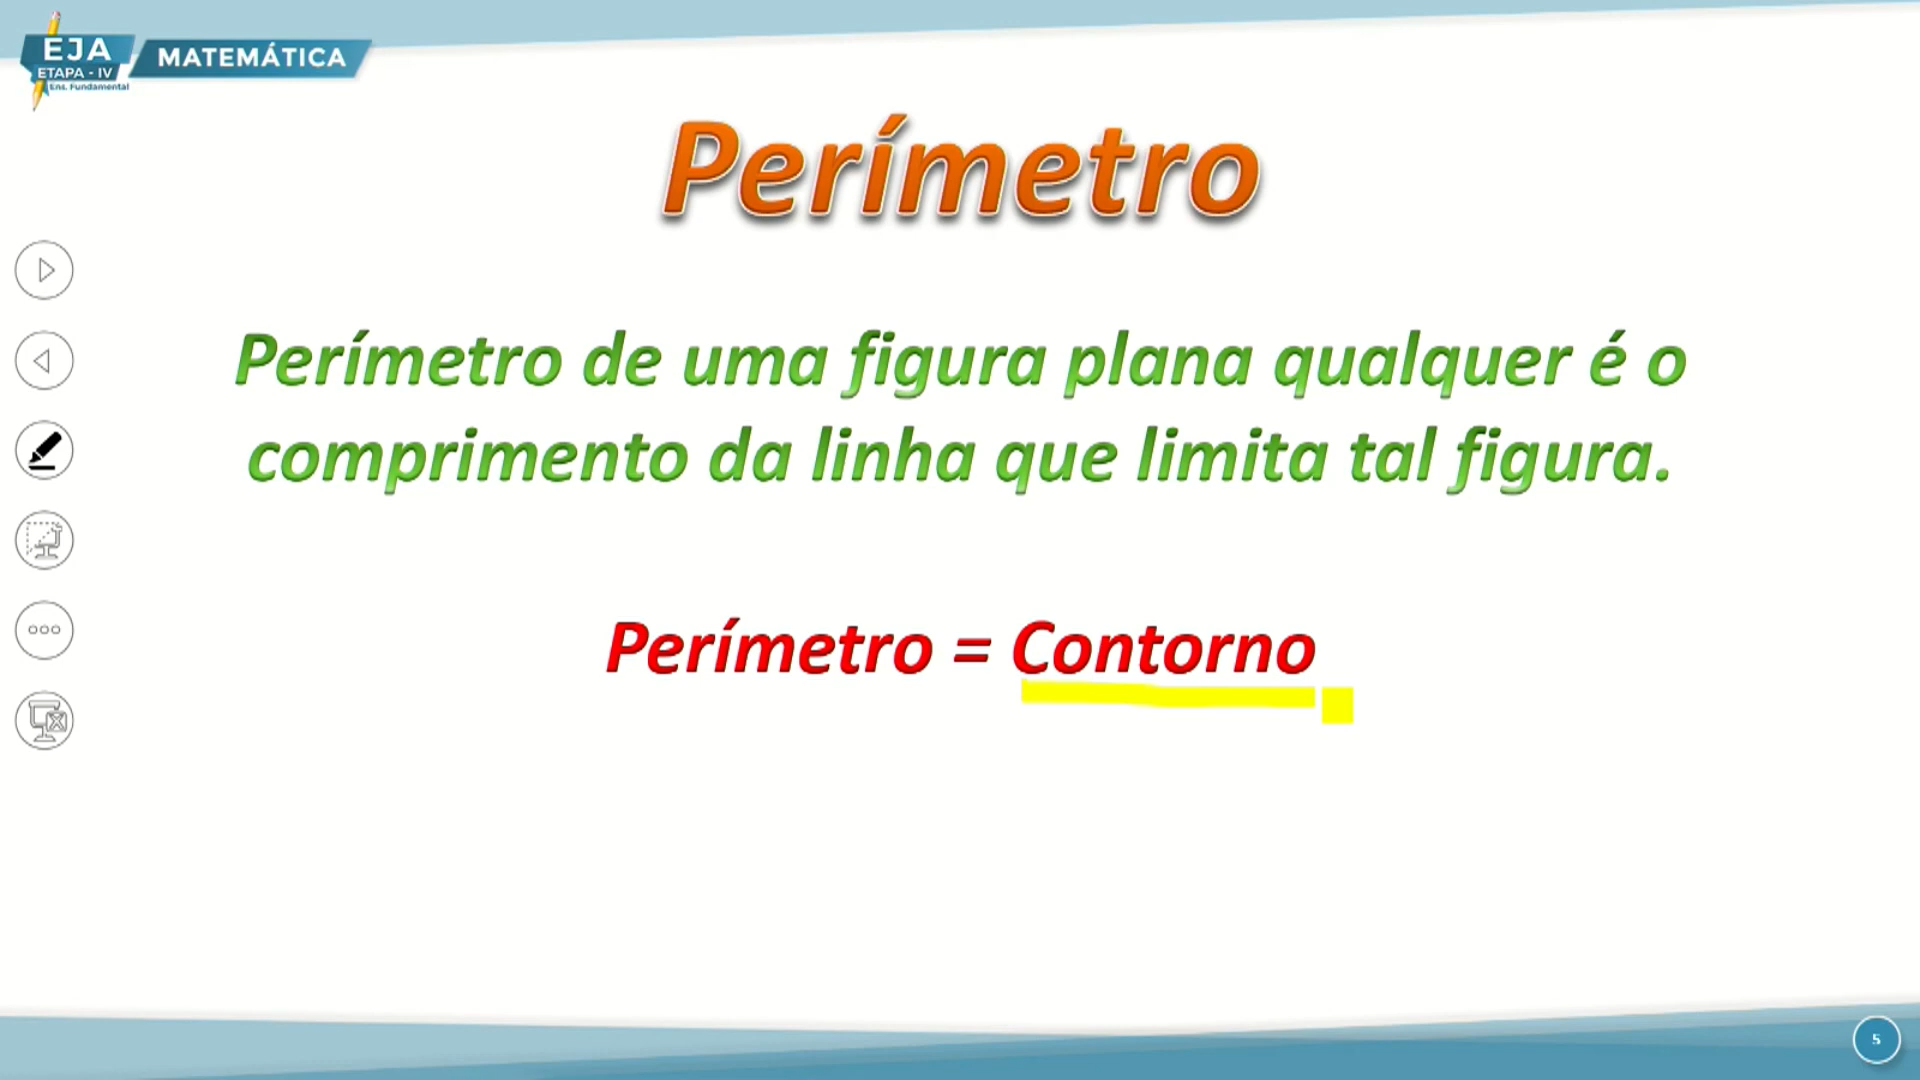 EJA
ETAPA - IV
Ens. Fundamental
MATEMÁTICA
Perímetro
Perímetro de uma figura plana qualquer é o
comprimento da linha que limita tal figura.
Perímetro = Contorno
5